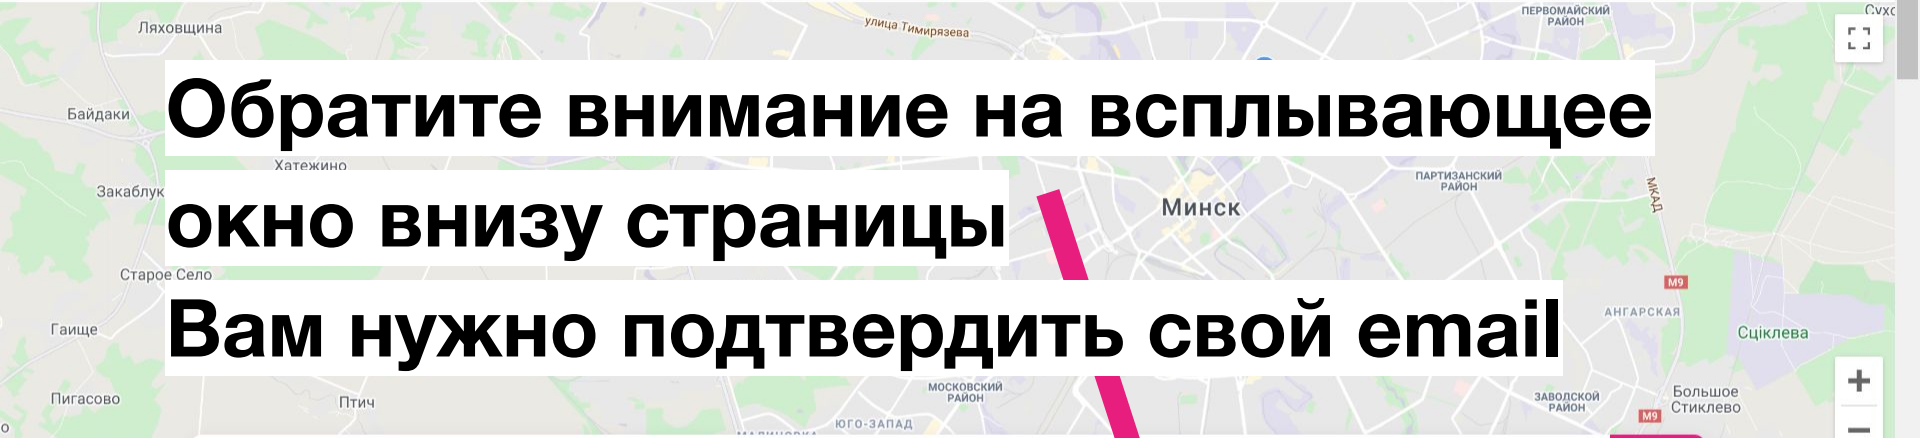 Ляховщина
улица Тимирязева
ПЕРВОМАЙСКИЙ
РАЙОН
Обратите внимание на всплывающее
Байдаки
Хатежино
Закаблук
ПАРТИЗАНСКИЙ
РАЙОН
МКАД
окно внизу страницы
Минск
Старое Село
M9
АНГАРСКАЯ
Вам нужно подтвердить свой email
Гаище
Сціклева
МОСКОВСКИЙ
РАЙОН
Пигасово
Птич
ЗАВОДСКОЙ
РАЙОН
Большое
Стиклево
M9
ЮГО-ЗАПАД